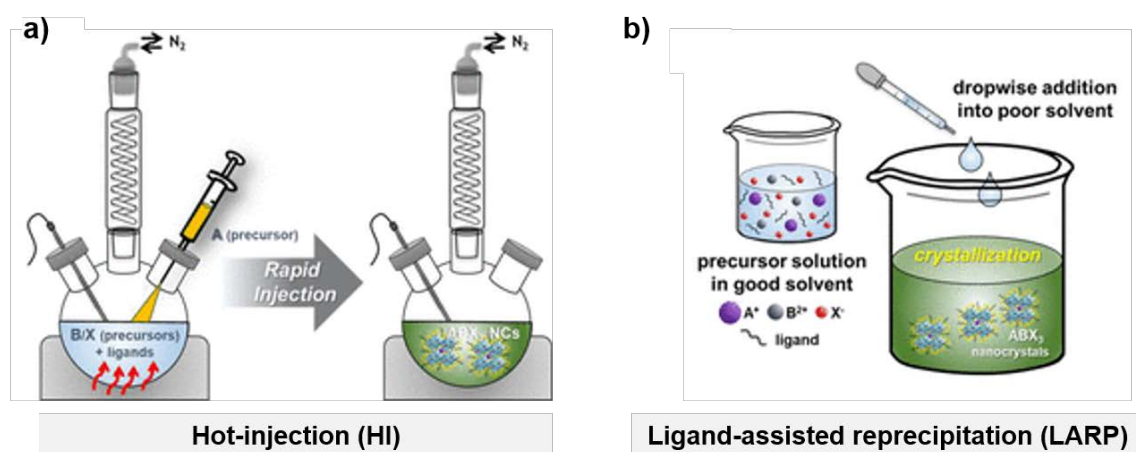 a)
N₂
A (precursor)
Rapid
Injection
B/X (precursors)
+ ligands
N₂
ABX₃ NCs
Hot-injection (HI)
b)
dropwise addition
into poor solvent
precursor solution
in good solvent
A⁺ B²⁺ X⁻
ligand
crystallization
ABX₃
nanocrystals
Ligand-assisted reprecipitation (LARP)